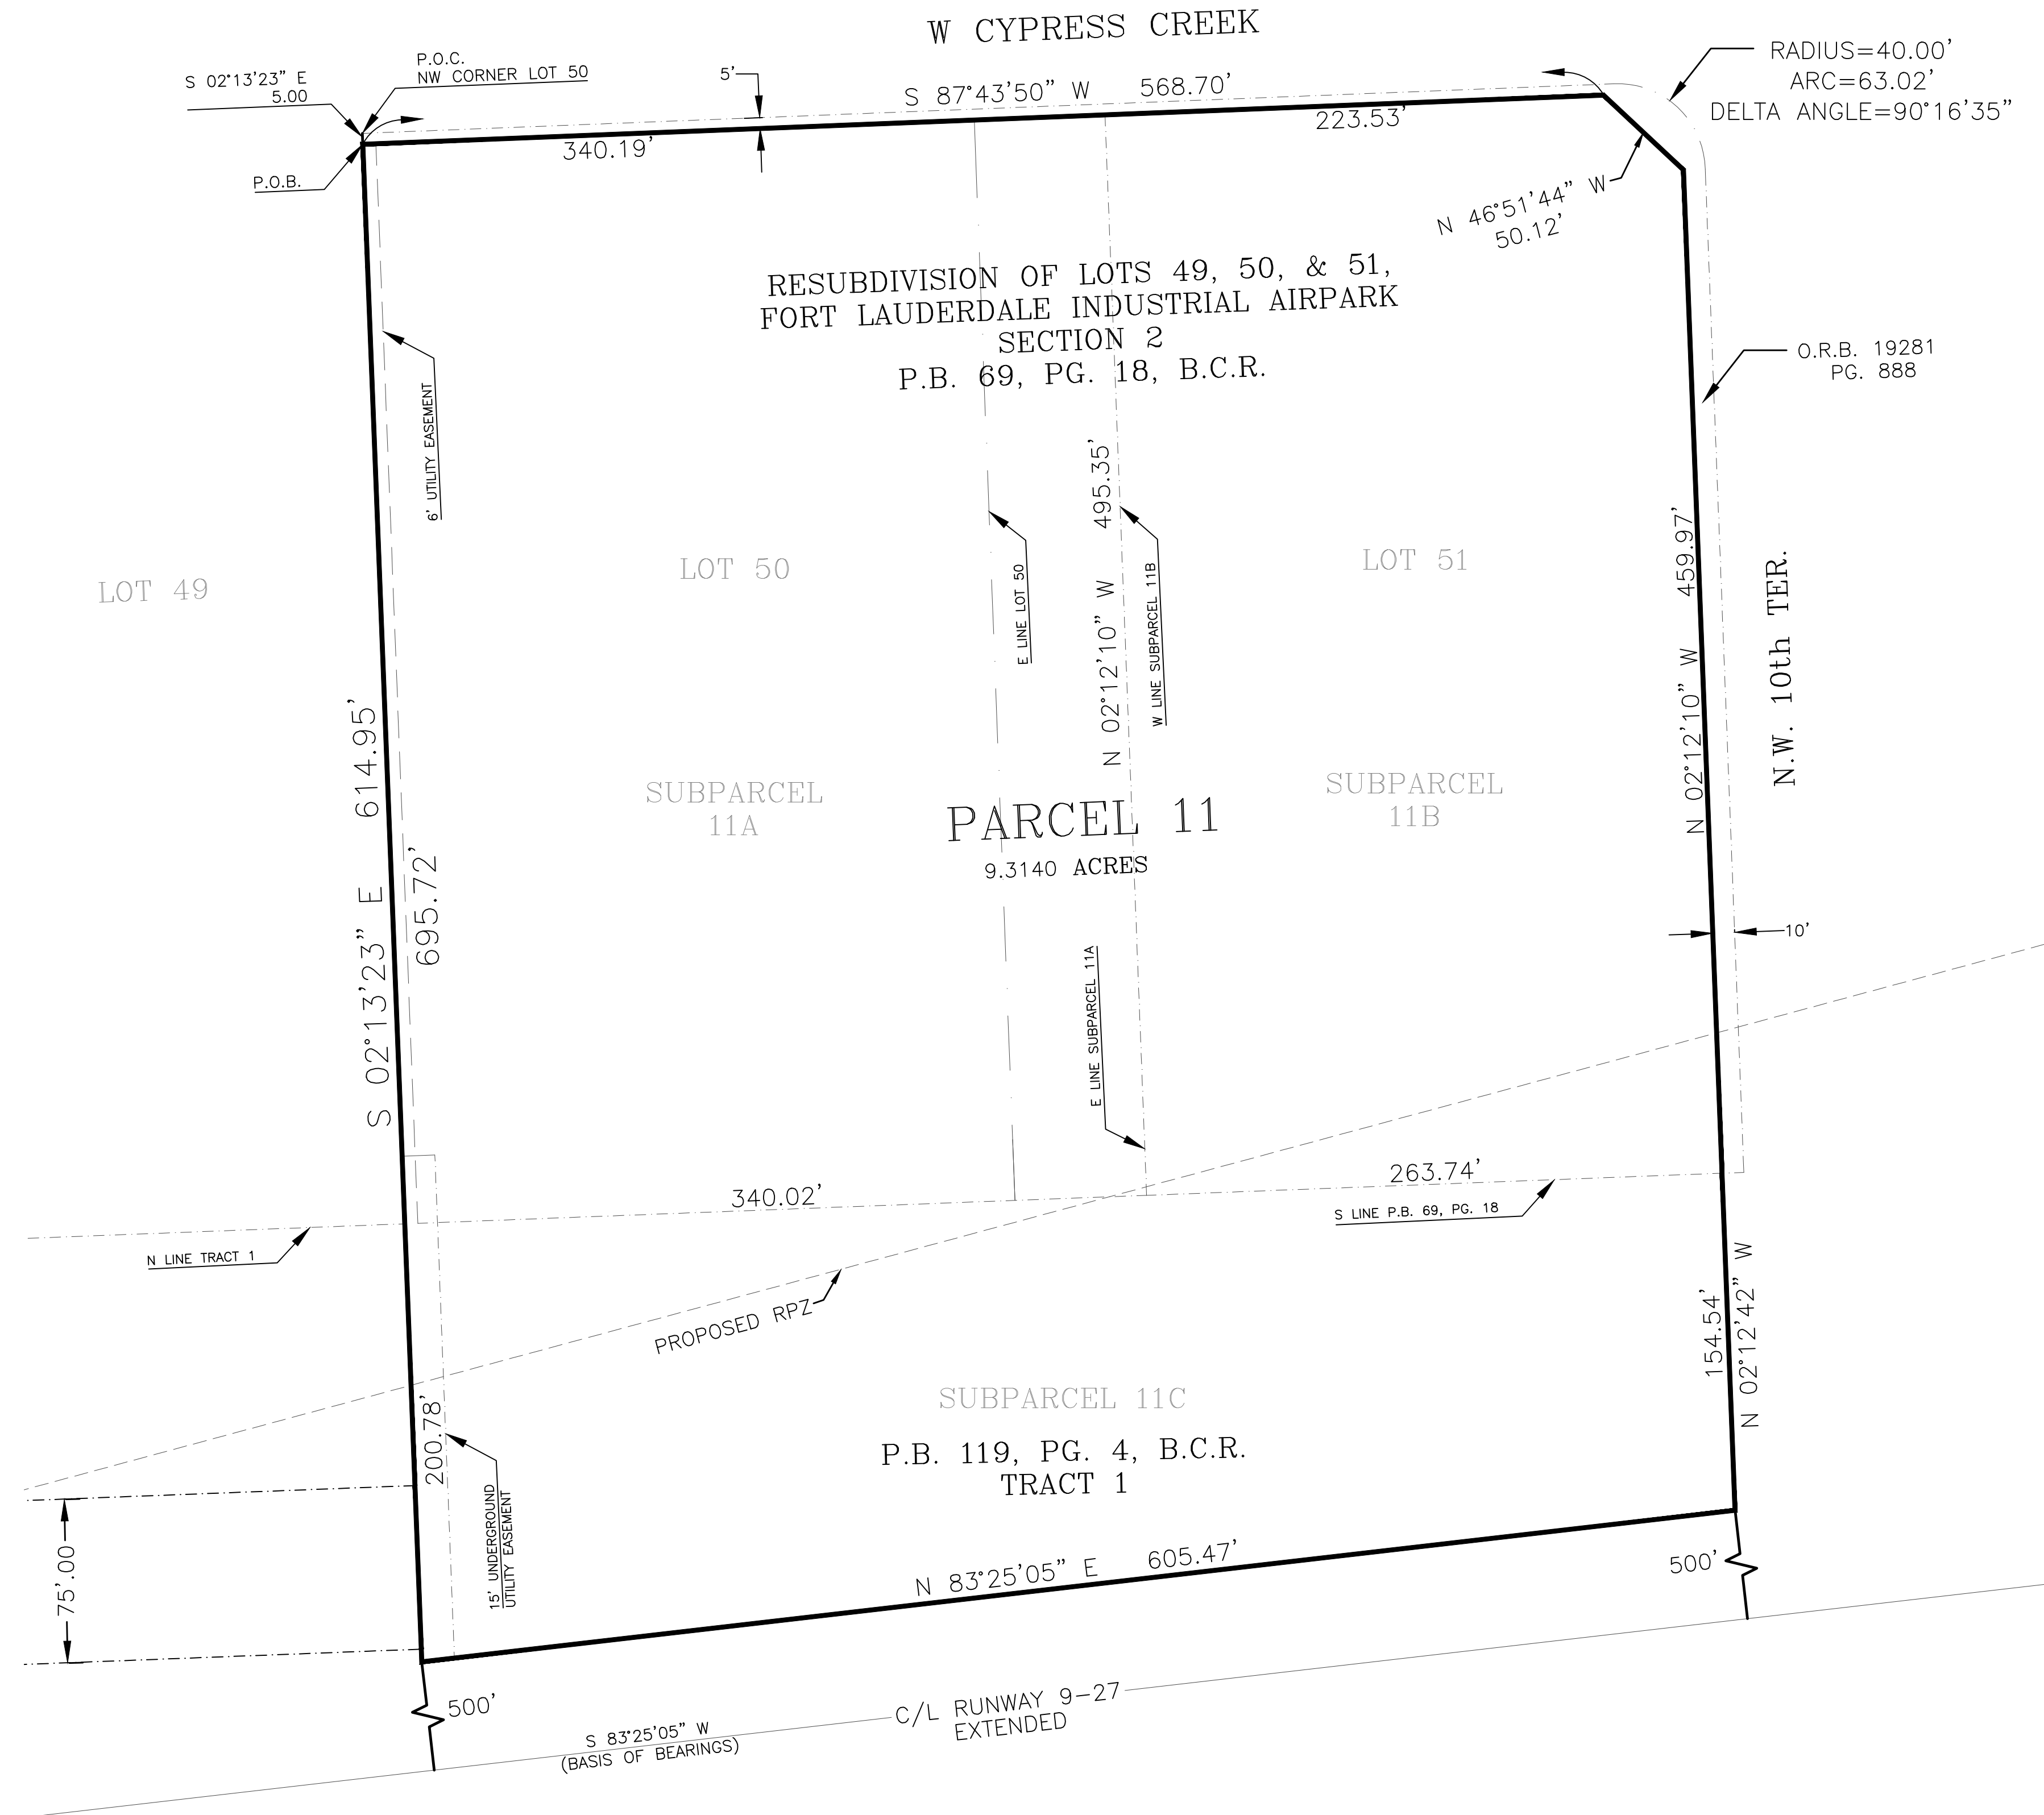 W CYPRESS CREEK
S 02°13'23" E
5.00
P.O.C.
NW CORNER LOT 50
5'
S 87°43'50" W 568.70'
RADIUS=40.00'
ARC=63.02'
DELTA ANGLE=90°16'35"
340.19'
223.53'
P.O.B.
N 46°51'44" W
50.12'
RESUBDIVISION OF LOTS 49, 50, & 51,
FORT LAUDERDALE INDUSTRIAL AIRPARK
SECTION 2
P.B. 69, PG. 18, B.C.R.
O.R.B. 19281
PG. 888
6' UTILITY EASEMENT
N 02°12'10" W 495.35'
N 02°12'10" W 459.97'
LOT 49
LOT 50
LOT 51
E LINE LOT 50
W LINE SUBPARCEL 11B
N.W. 10th TER.
S 02°13'23" E 614.95'
695.72'
SUBPARCEL
11A
PARCEL 11
9.3140 ACRES
SUBPARCEL
11B
10'
E LINE SUBPARCEL 11A
340.02'
263.74'
S LINE P.B. 69, PG. 18
N LINE TRACT 1
PROPOSED RPZ
154.54'
N 02°12'42" W
200.78'
SUBPARCEL 11C
P.B. 119, PG. 4, B.C.R.
TRACT 1
15' UNDERGROUND
UTILITY EASEMENT
75'.00
N 83°25'05" E 605.47'
500'
500'
C/L RUNWAY 9-27
EXTENDED
S 83°25'05" W
(BASIS OF BEARINGS)